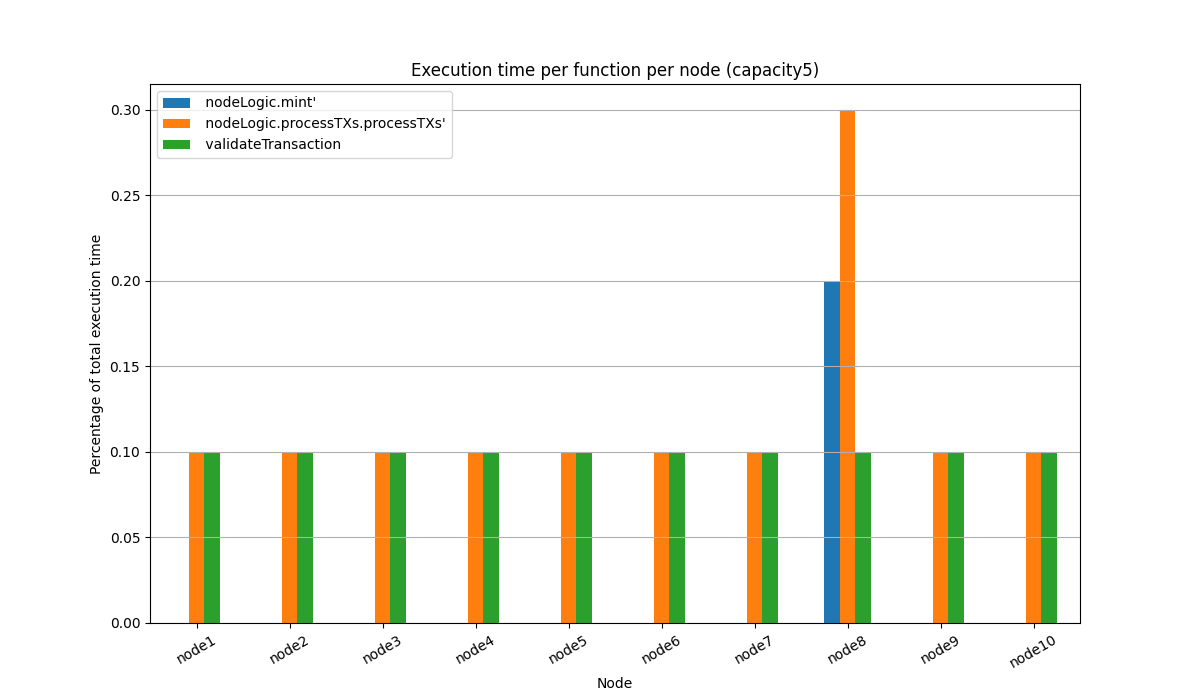 Execution time per function per node (capacity5)
nodeLogic.mint'
nodeLogic.processTXs.processTXs'
validateTransaction
Percentage of total execution time
0.30
0.25
0.20
0.15
0.10
0.05
0.00
node1 node2 node3 node4 node5 node6 node7 node8 node9 node10
Node